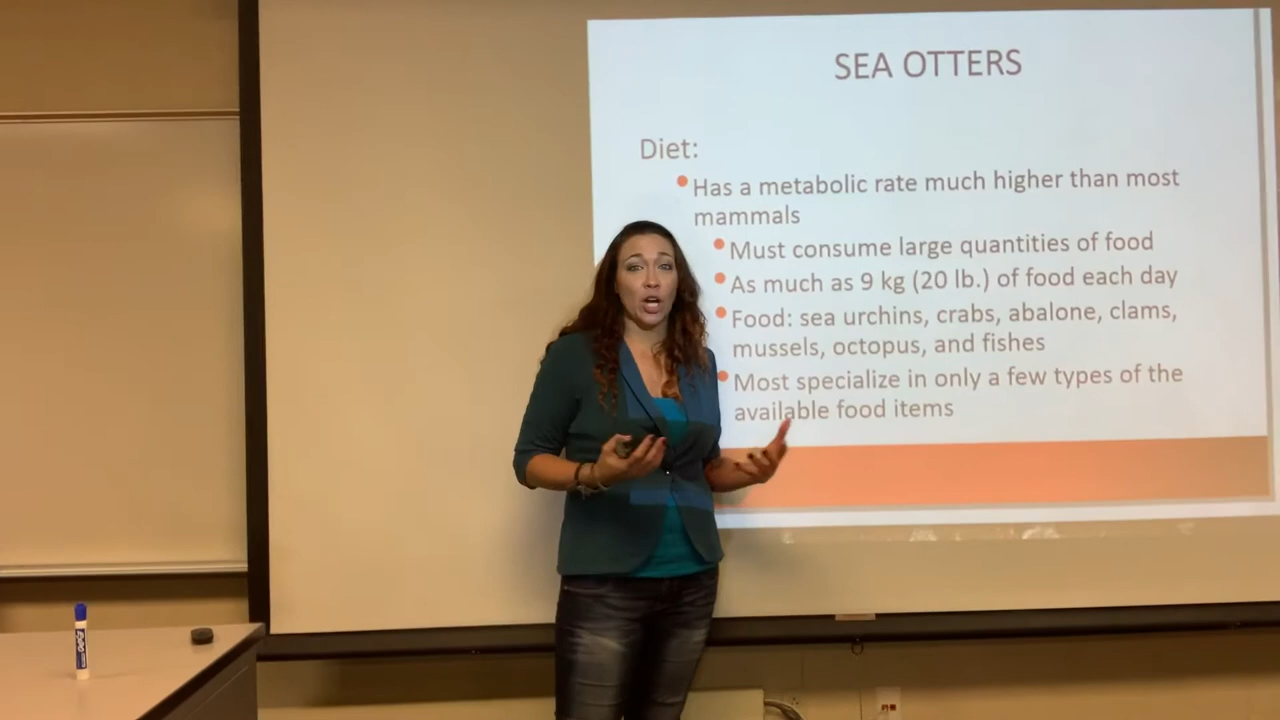 SEA OTTERS
Diet:
Has a metabolic rate much higher than most
mammals
Must consume large quantities of food
As much as 9 kg (20 lb.) of food each day
Food: sea urchins, crabs, abalone, clams,
mussels, octopus, and fishes
Most specialize in only a few types of the
available food items
EXPO